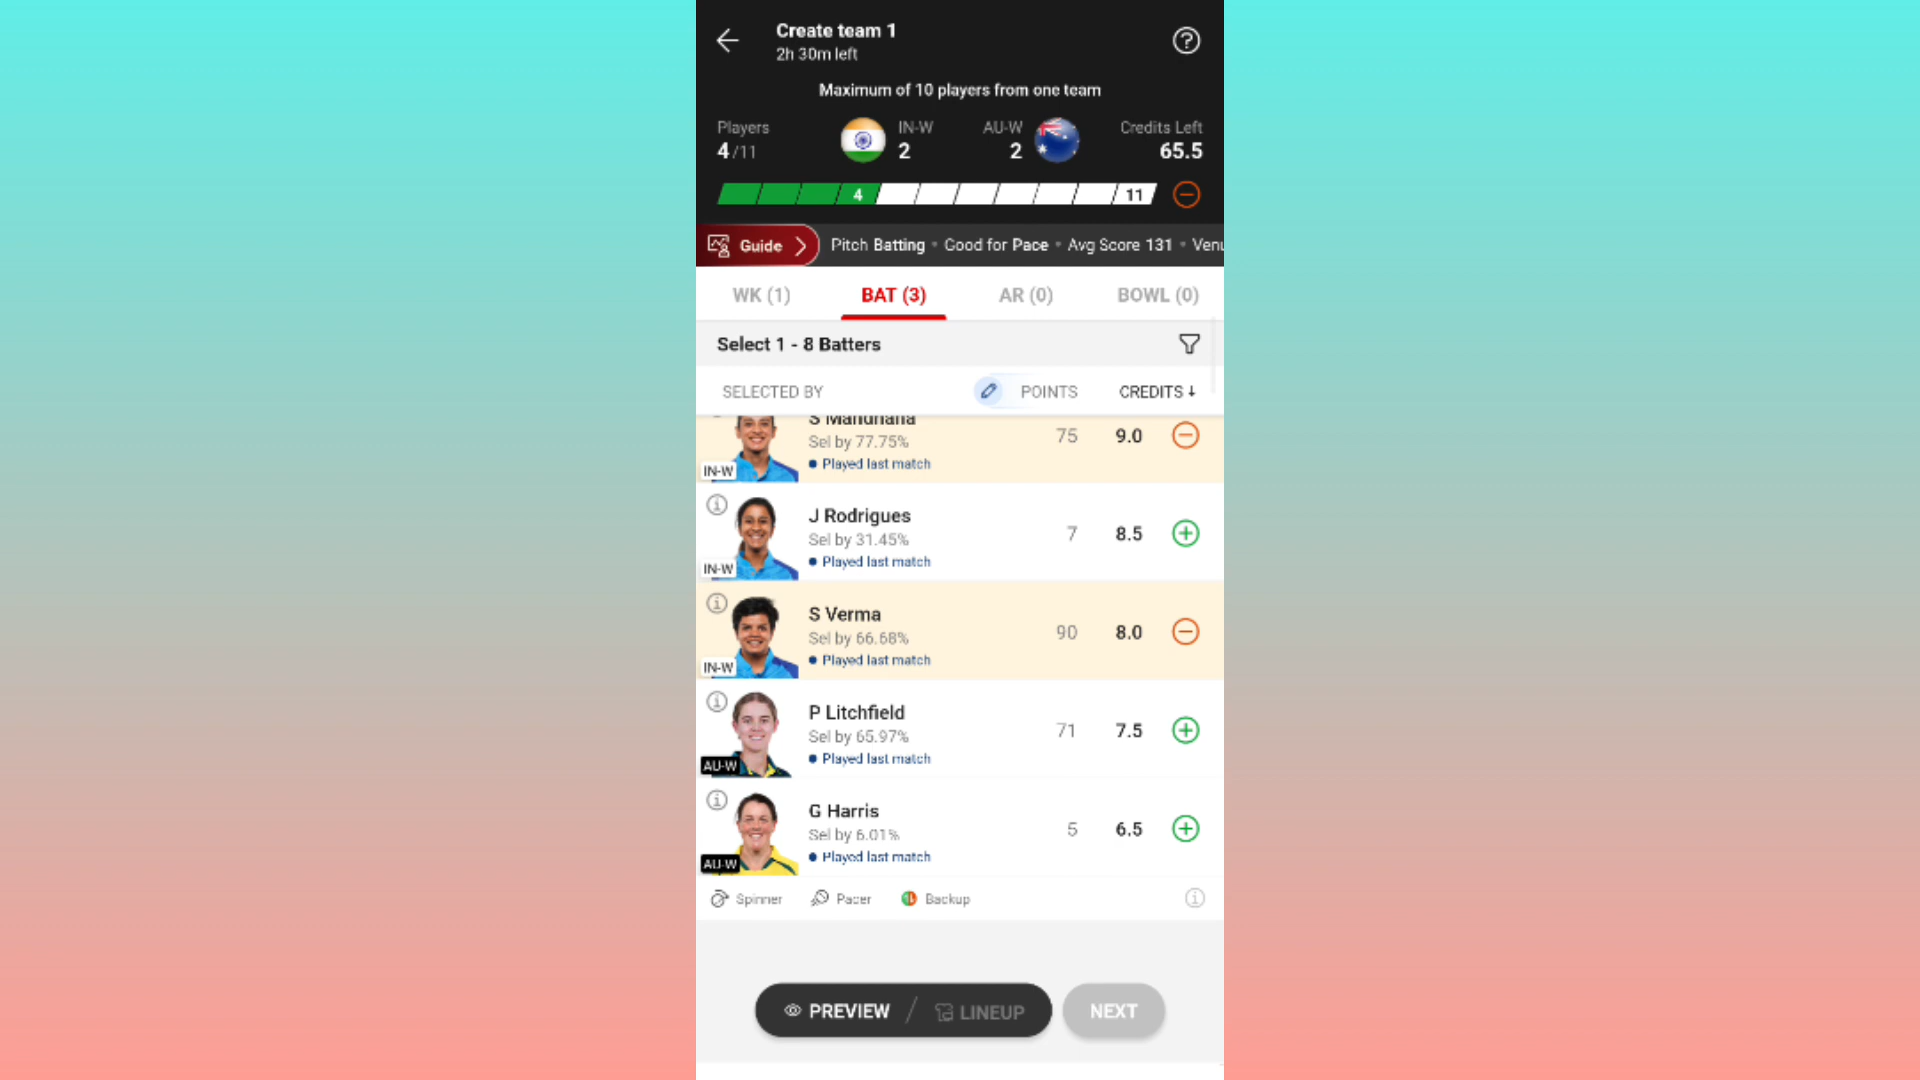 Create team 1
2h 30m left
Maximum of 10 players from one team
Players IN-W AU-W Credits Left
4/11 2 2 65.5
4 11
Guide Pitch Batting • Good for Pace • Avg Score 131 •
WK (1) BAT (3) AR (0) BOWL (0)
Select 1 - 8 Batters
SELECTED BY POINTS CREDITS ↓
S Mandhana
Sel by 77.75% 75 9.0
IN-W • Played last match
J Rodrigues
Sel by 31.45% 7 8.5
IN-W • Played last match
S Verma
Sel by 66.68% 90 8.0
IN-W • Played last match
P Litchfield
Sel by 65.97% 71 7.5
AU-W • Played last match
G Harris
Sel by 6.01% 5 6.5
AU-W • Played last match
Spinner Pacer Backup
PREVIEW / LINEUP NEXT